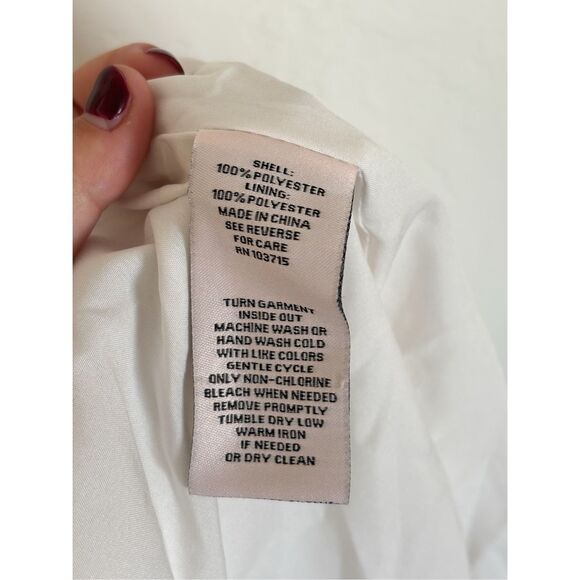 SHELL:
100% POLYESTER
LINING:
100% POLYESTER
MADE IN CHINA
SEE REVERSE
FOR CARE
RN 103715
TURN GARMENT
INSIDE OUT
MACHINE WASH OR
HAND WASH COLD
WITH LIKE COLORS
GENTLE CYCLE
ONLY NON-CHLORINE
BLEACH WHEN NEEDED
REMOVE PROMPTLY
TUMBLE DRY LOW
WARM IRON
IF NEEDED
OR DRY CLEAN